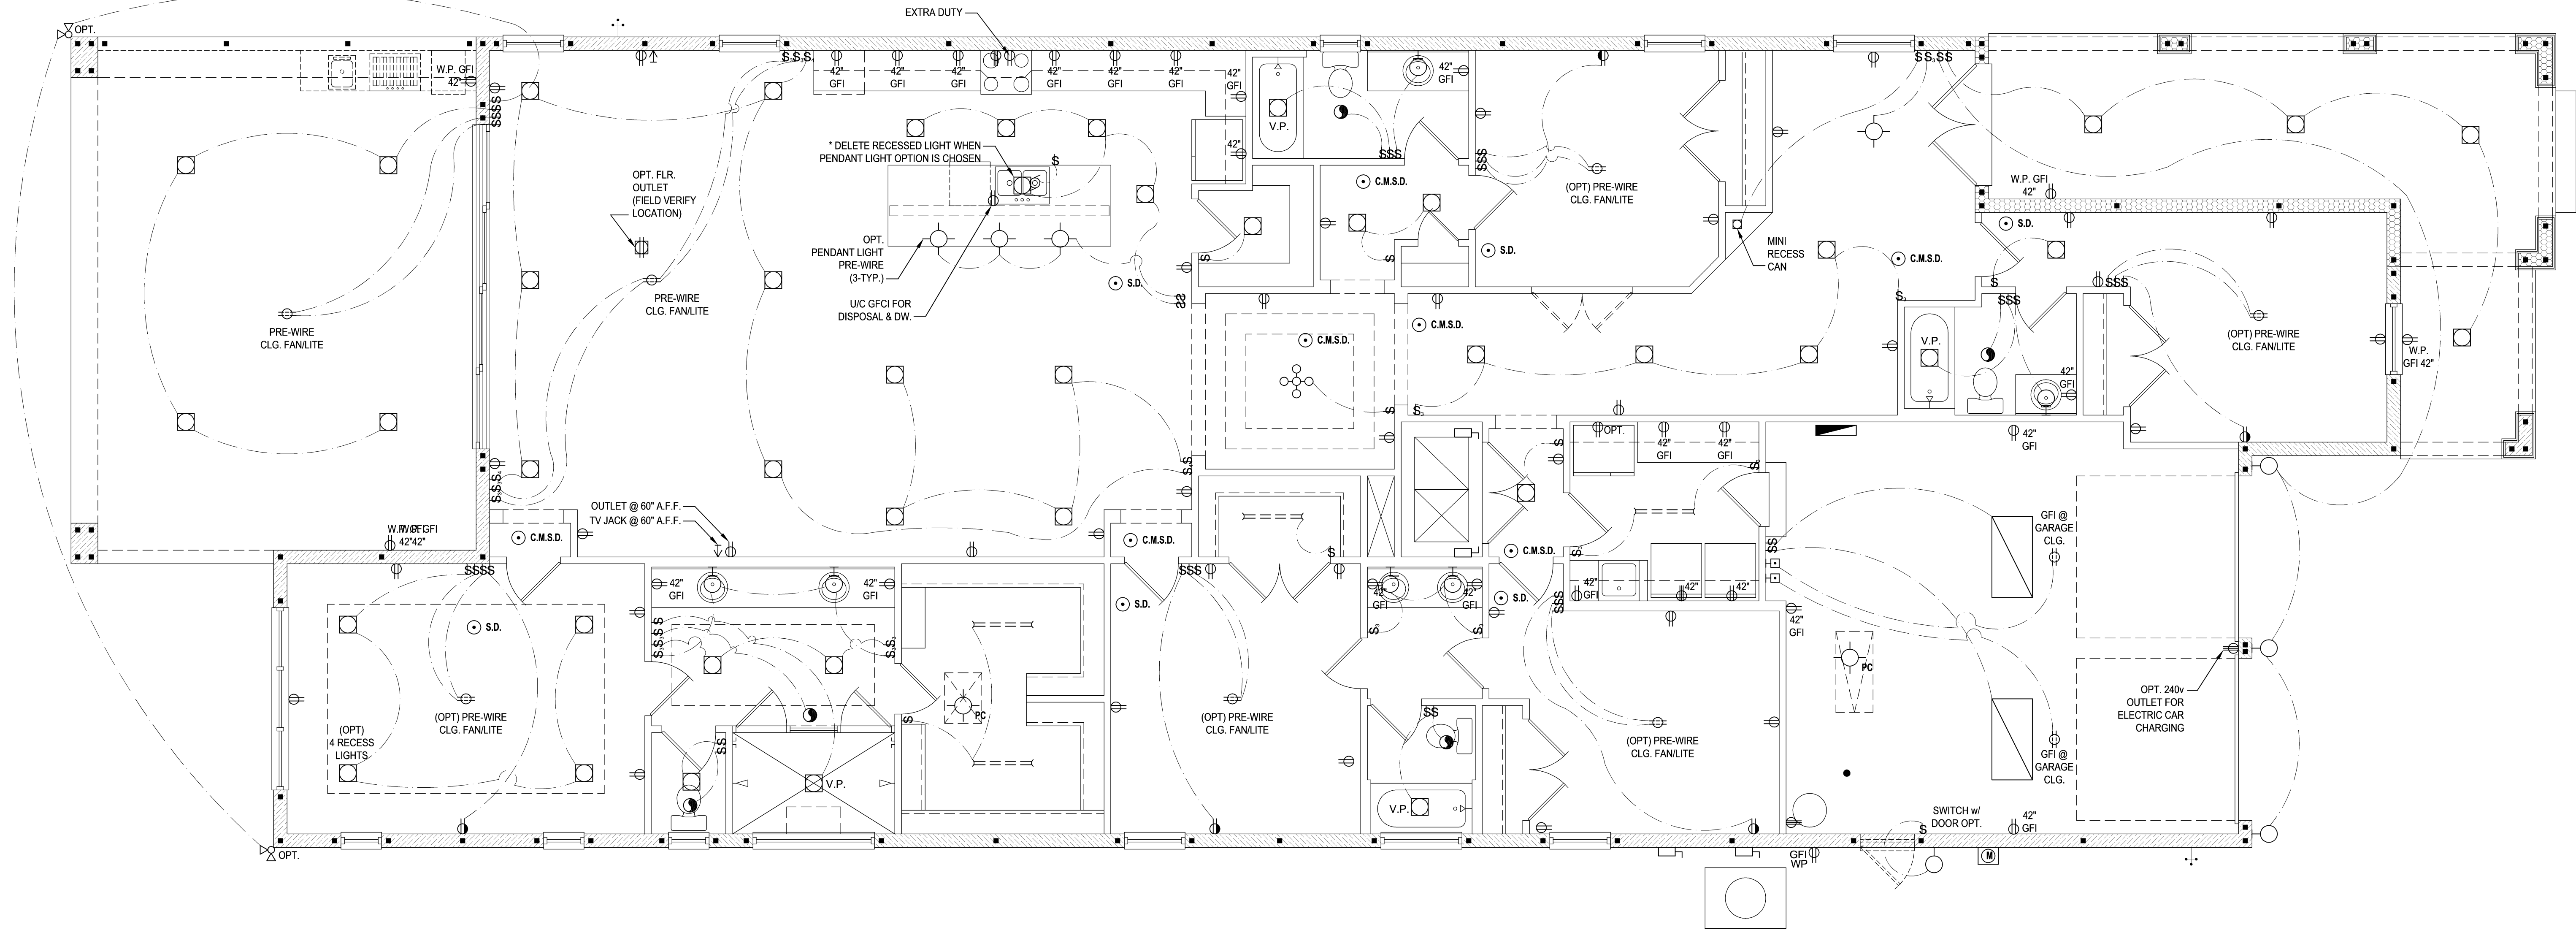 EXTRA DUTY
OPT.
W.P. GFI
42"
42"
GFI
42"
GFI
42"
GFI
42"
GFI
42"
GFI
42"
GFI
42"
GFI
42"
* DELETE RECESSED LIGHT WHEN
PENDANT LIGHT OPTION IS CHOSEN
S
OPT. FLR.
OUTLET
(FIELD VERIFY
LOCATION)
OPT.
PENDANT LIGHT
PRE-WIRE
(3-TYP.)
U/C GFCI FOR
DISPOSAL & DW.
S.D.
PRE-WIRE
CLG. FAN/LITE
PRE-WIRE
CLG. FAN/LITE
V.P.
42"
GFI
SSS
C.M.S.D.
S.D.
(OPT) PRE-WIRE
CLG. FAN/LITE
MINI
RECESS
CAN
C.M.S.D.
W.P. GFI
42"
S.D.
C.M.S.D.
C.M.S.D.
V.P.
42"
GFI
SSS
(OPT) PRE-WIRE
CLG. FAN/LITE
W.P.
GFI 42"
OPT.
42"
GFI
42"
GFI
42"
GFI
OUTLET @ 60" A.F.F.
TV JACK @ 60" A.F.F.
C.M.S.D.
C.M.S.D.
C.M.S.D.
GFI @
GARAGE
CLG.
SSSS
SSS
S.D.
S.D.
S.D.
42"
GFI
42"
GFI
42"
GFI
42"
GFI
42"
GFI
42"
42"
42"
GFI
(OPT)
4 RECESS
LIGHTS
(OPT) PRE-WIRE
CLG. FAN/LITE
PC
V.P.
(OPT) PRE-WIRE
CLG. FAN/LITE
V.P.
(OPT) PRE-WIRE
CLG. FAN/LITE
PC
OPT. 240v
OUTLET FOR
ELECTRIC CAR
CHARGING
GFI @
GARAGE
CLG.
SWITCH w/
DOOR OPT.
42"
GFI
OPT.
GFI
WP
M